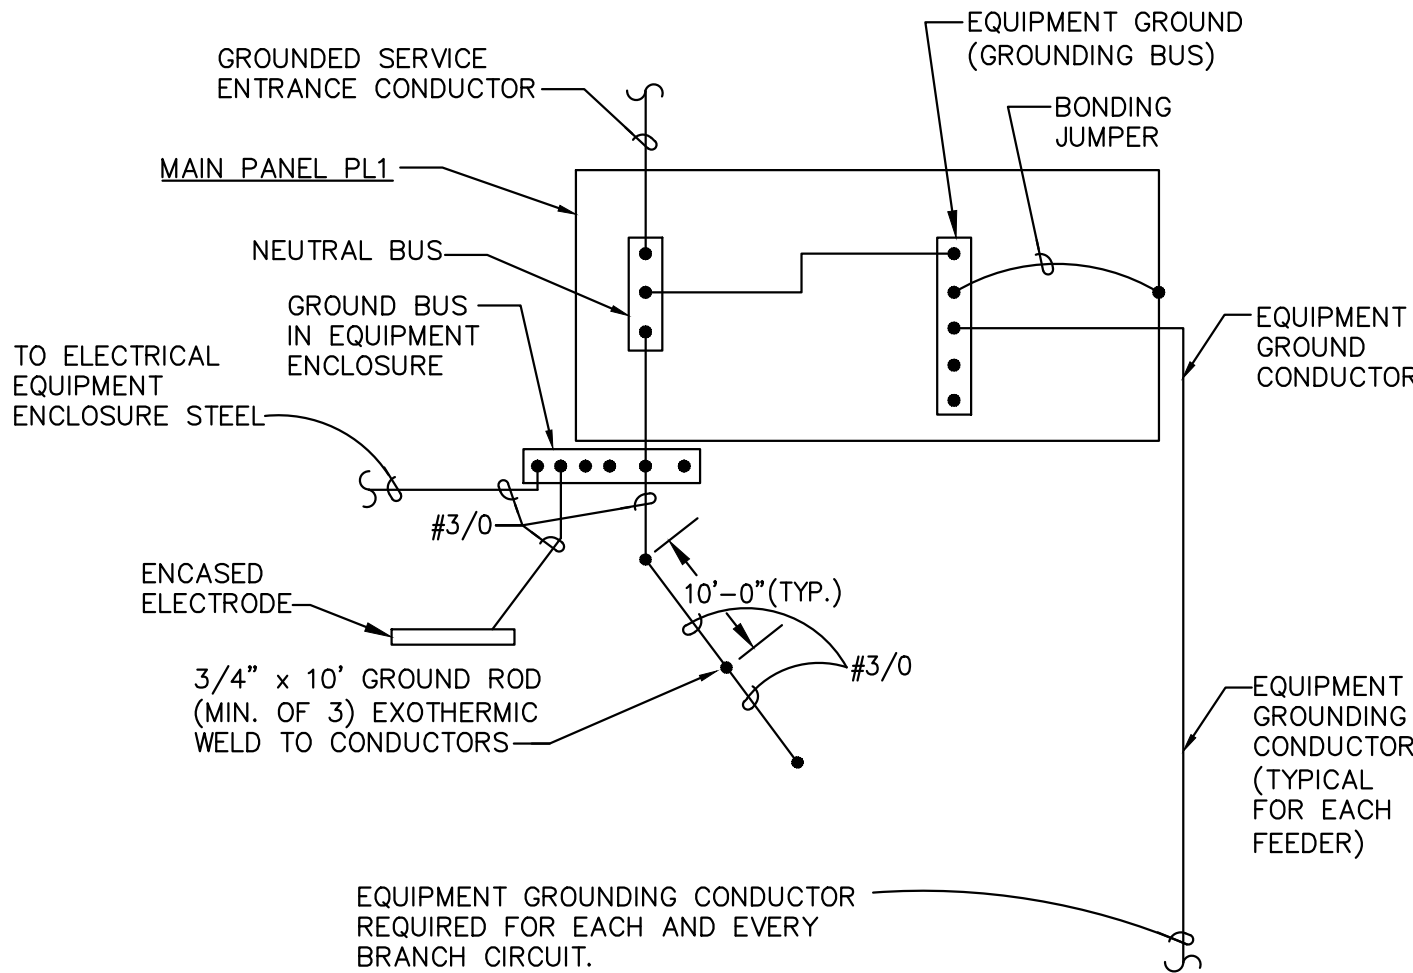 EQUIPMENT GROUND
(GROUNDING BUS)
GROUNDED SERVICE
ENTRANCE CONDUCTOR
BONDING
JUMPER
MAIN PANEL PL1
NEUTRAL BUS
GROUND BUS
IN EQUIPMENT
ENCLOSURE
EQUIPMENT
GROUND
CONDUCTOR
TO ELECTRICAL
EQUIPMENT
ENCLOSURE STEEL
#3/0
ENCASED
ELECTRODE
10'-0"(TYP.)
#3/0
3/4" x 10' GROUND ROD
(MIN. OF 3) EXOTHERMIC
WELD TO CONDUCTORS
EQUIPMENT
GROUNDING
CONDUCTOR
(TYPICAL
FOR EACH
FEEDER)
EQUIPMENT GROUNDING CONDUCTOR
REQUIRED FOR EACH AND EVERY
BRANCH CIRCUIT.